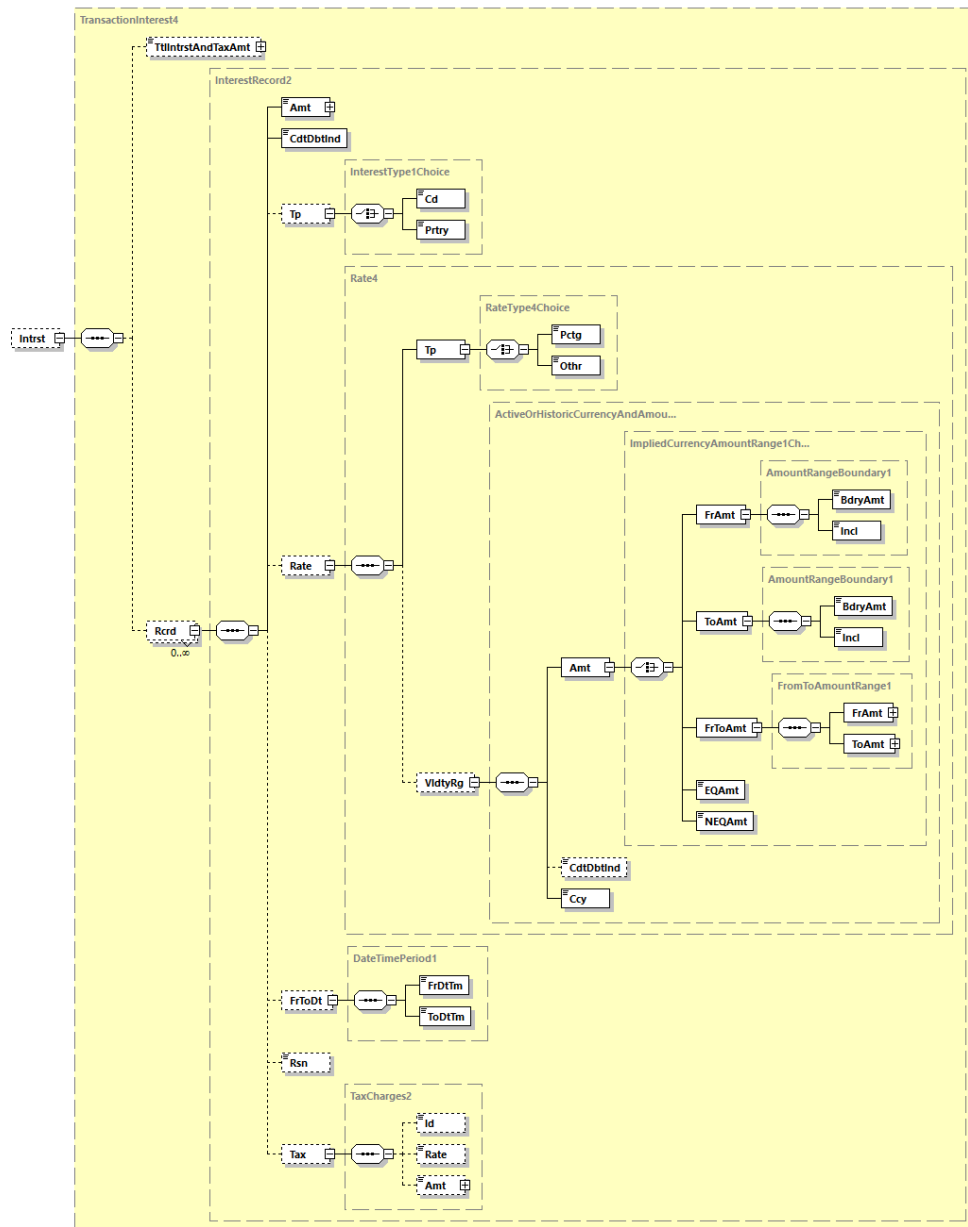 TransactionInterest4
TtlIntrstAndTaxAmt
InterestRecord2
Amt
CdtDbtInd
InterestType1Choice
Cd
Tp
Prtry
Rate4
RateType4Choice
Pctg
Intrst
Tp
Othr
ActiveOrHistoricCurrencyAndAmou...
ImpliedCurrencyAmountRange1Ch...
AmountRangeBoundary1
BdryAmt
FrAmt
Incl
Rate
AmountRangeBoundary1
BdryAmt
ToAmt
Rcrd
Incl
0..∞
Amt
FromToAmountRange1
FrAmt
FrToAmt
ToAmt
VldtyRg
EQAmt
NEQAmt
CdtDbtInd
Ccy
DateTimePeriod1
FrDtTm
FrToDt
ToDtTm
Rsn
TaxCharges2
Id
Tax
Rate
Amt